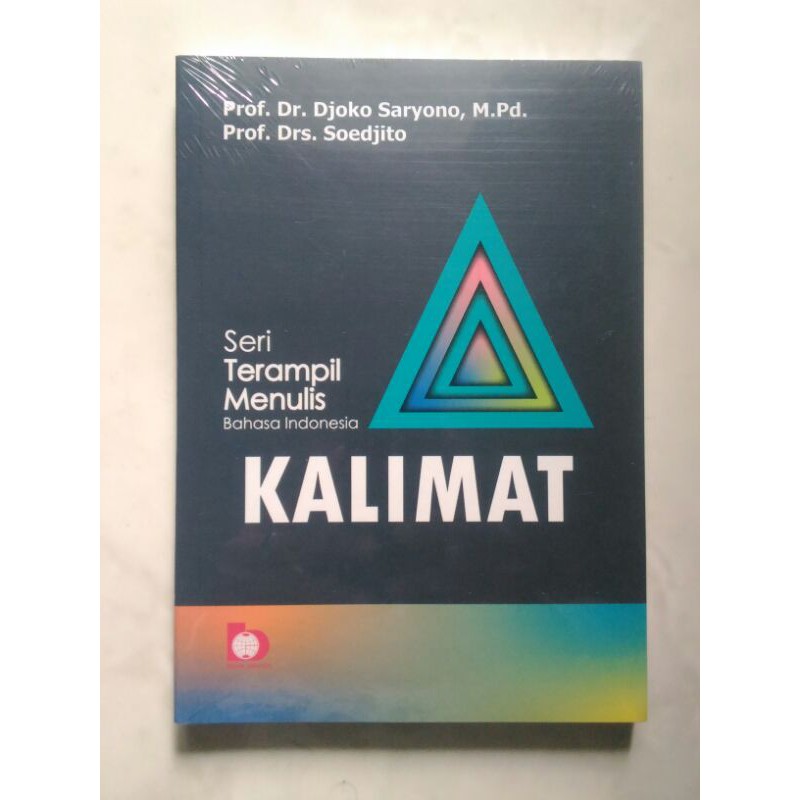 Prof. Dr. Djoko Saryono, M.Pd.
Prof. Drs. Soedjito
Seri
Terampil
Menulis
Bahasa Indonesia
KALIMAT